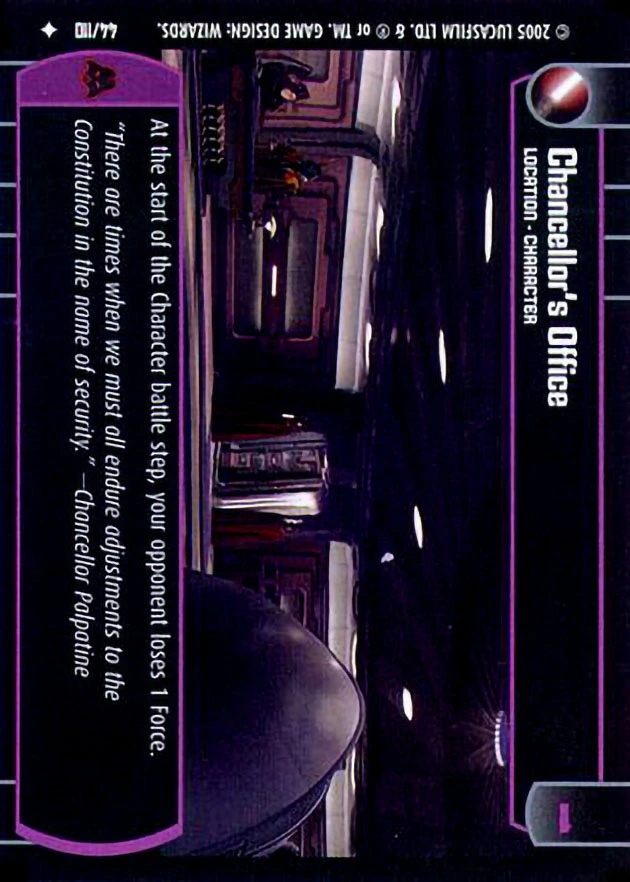 Chancellor's Office
LOCATION - CHARACTER
At the start of the Character battle step, your opponent loses 1 Force.
"There are times when we must all endure adjustments to the
Constitution in the name of security." —Chancellor Palpatine
© 2005 LUCASFILM LTD. & ® or TM. GAME DESIGN: WIZARDS.
44/110